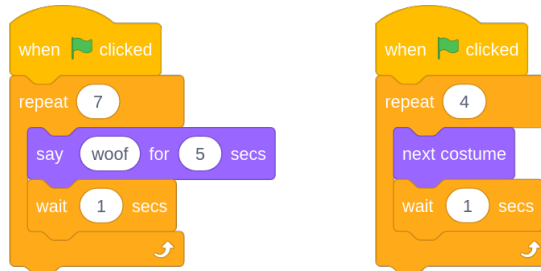 when clicked
repeat 7
say woof for 5 secs
wait 1 secs
when clicked
repeat 4
next costume
wait 1 secs